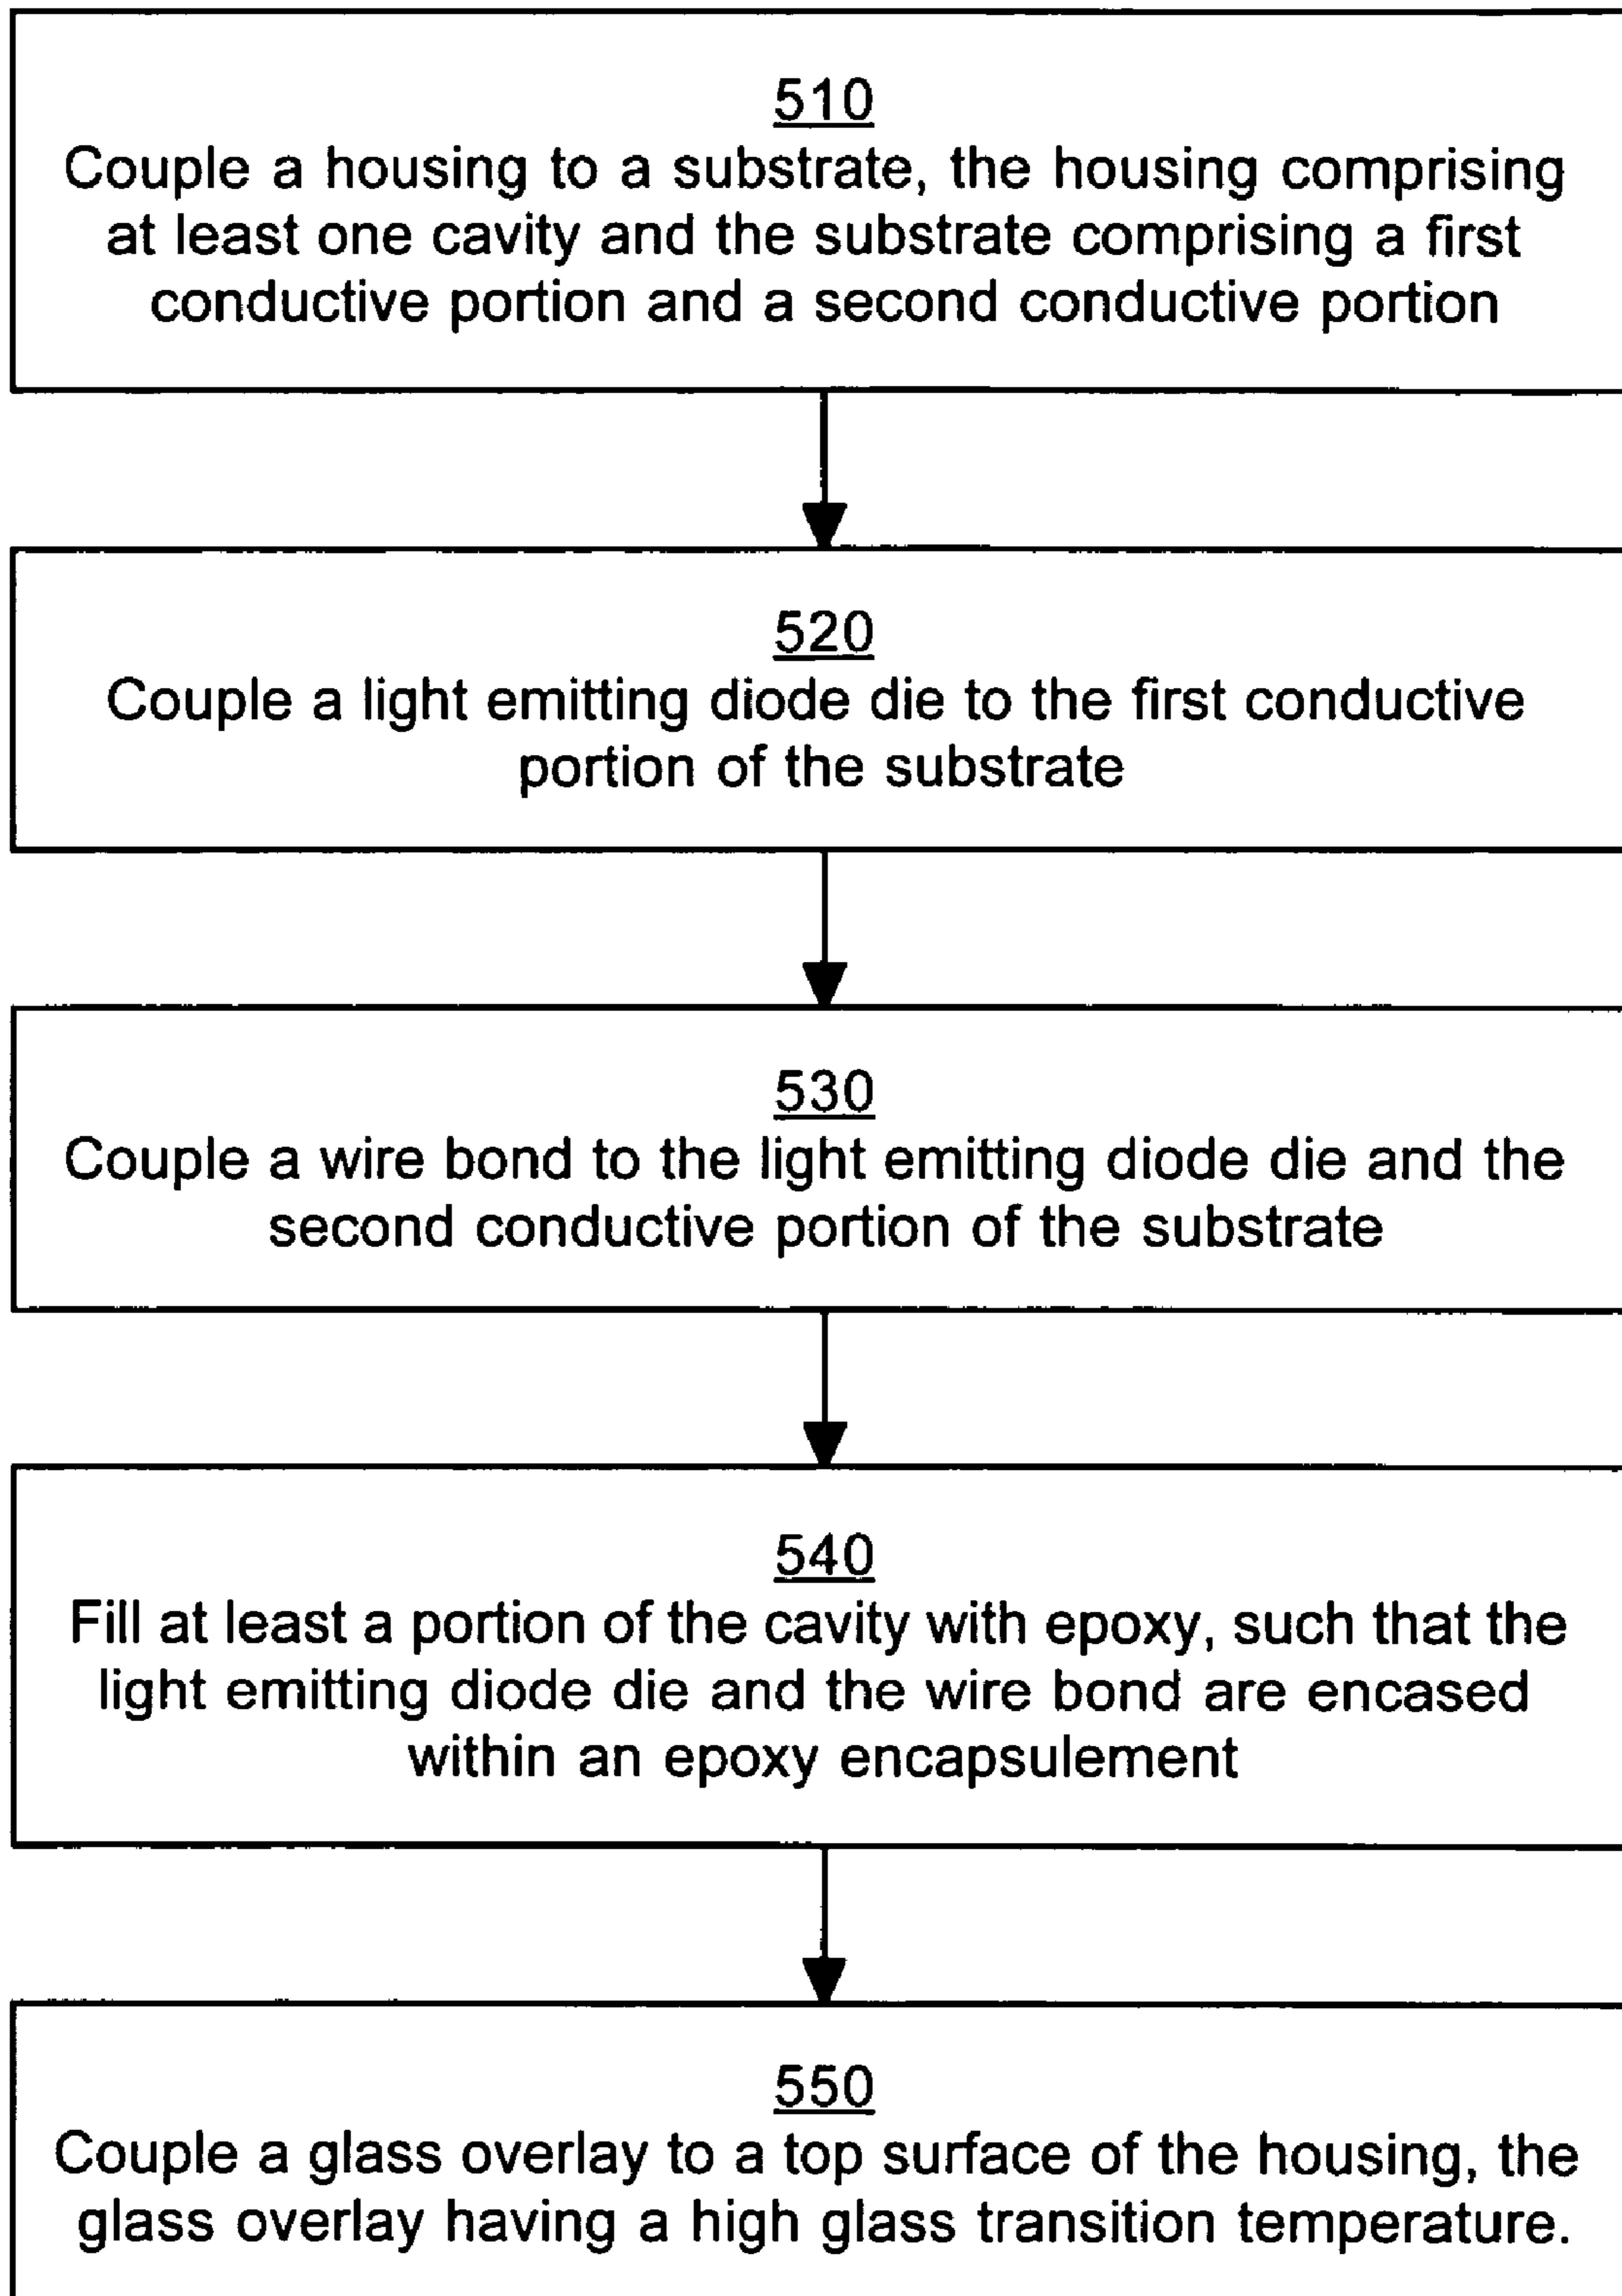 510
Couple a housing to a substrate, the housing comprising
at least one cavity and the substrate comprising a first
conductive portion and a second conductive portion
520
Couple a light emitting diode die to the first conductive
portion of the substrate
530
Couple a wire bond to the light emitting diode die and the
second conductive portion of the substrate
540
Fill at least a portion of the cavity with epoxy, such that the
light emitting diode die and the wire bond are encased
within an epoxy encapsulement
550
Couple a glass overlay to a top surface of the housing, the
glass overlay having a high glass transition temperature.